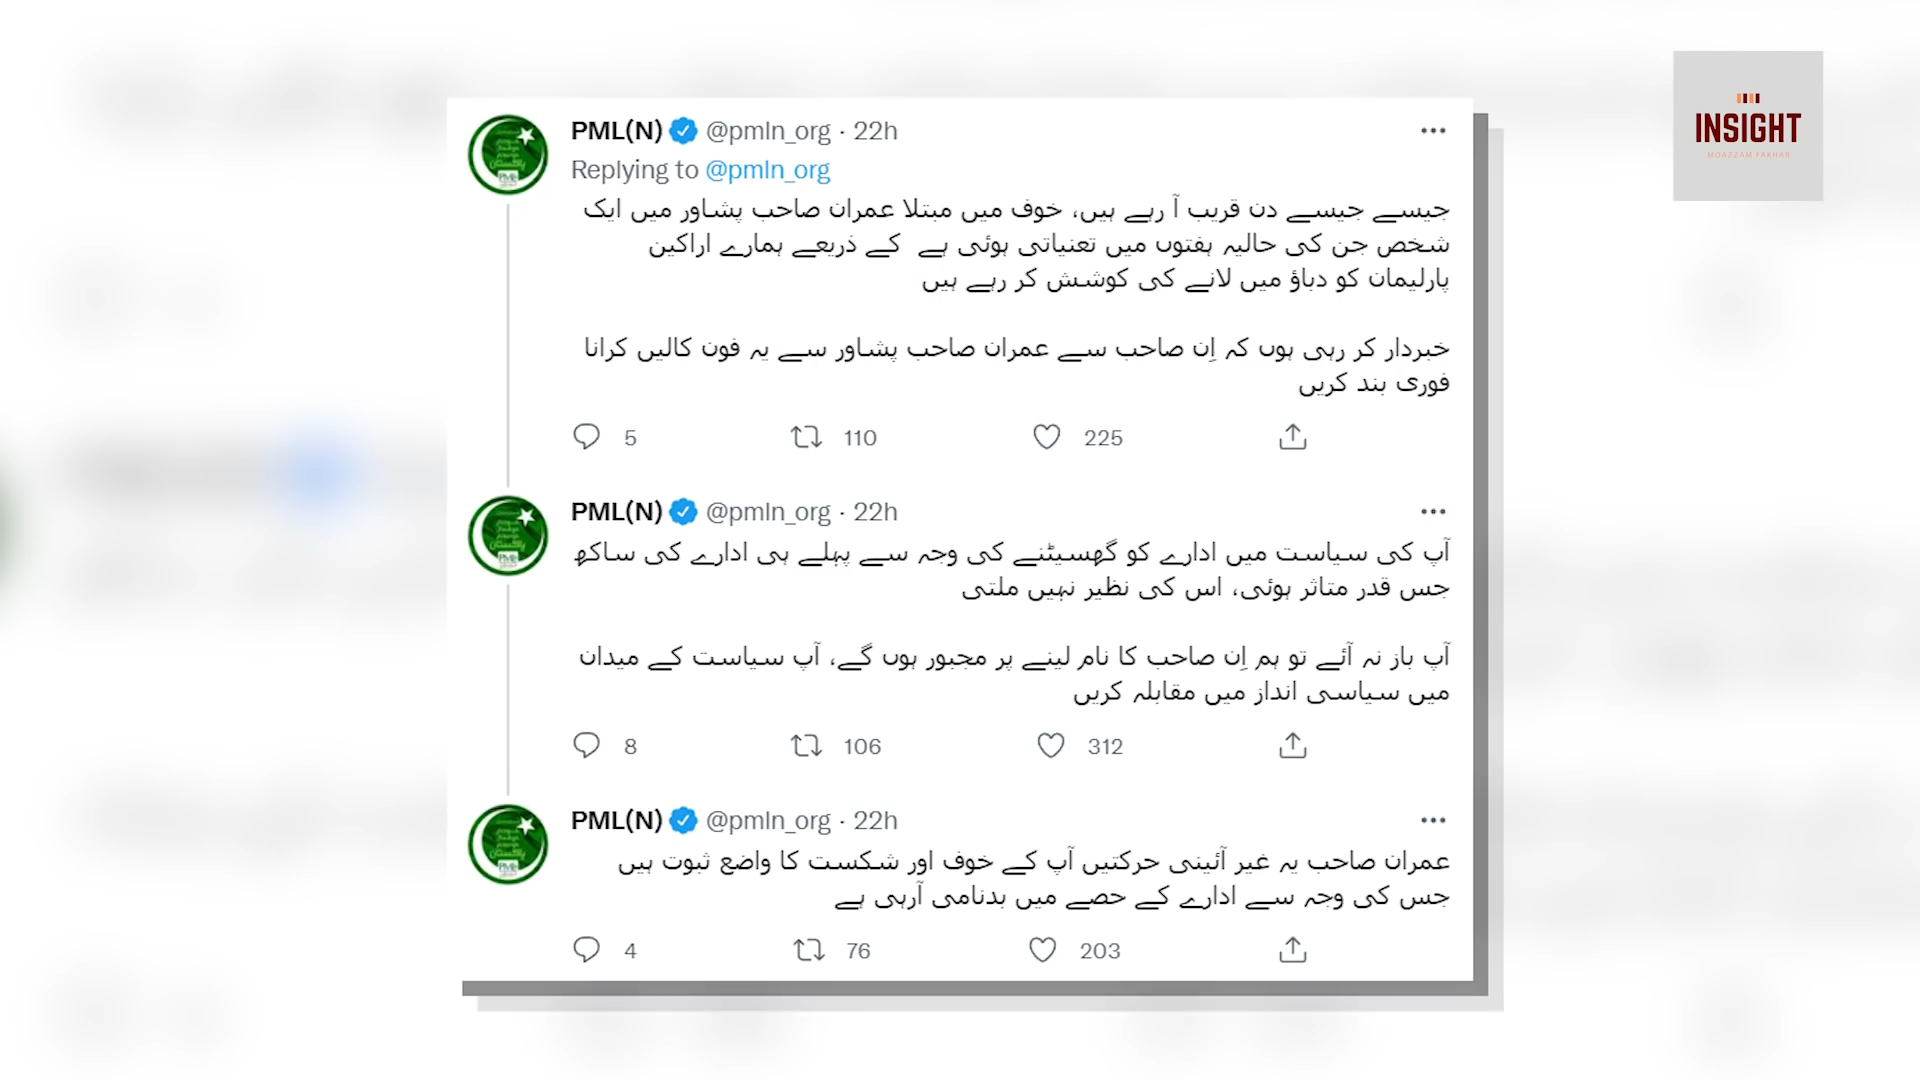 PML(N) @pmln_org · 22h
Replying to @pmln_org
جیسے جیسے دن قریب آ رہے ہیں، خوف میں مبتلا عمران صاحب پشاور میں ایک
شخص جن کی حالیہ ہفتوں میں تعنیاتی ہوئی ہے کے ذریعے ہمارے اراکین
پارلیمان کو دباؤ میں لانے کی کوشش کر رہے ہیں
خبردار کر رہی ہوں کہ اِن صاحب سے عمران صاحب پشاور سے یہ فون کالیں کرانا
فوری بند کریں
5 110 225
PML(N) @pmln_org · 22h
آپ کی سیاست میں ادارے کو گھسیٹنے کی وجہ سے پہلے ہی ادارے کی ساکھ
جس قدر متاثر ہوئی، اس کی نظیر نہیں ملتی
آپ باز نہ آئے تو ہم اِن صاحب کا نام لینے پر مجبور ہوں گے، آپ سیاست کے میدان
میں سیاسی انداز میں مقابلہ کریں
8 106 312
PML(N) @pmln_org · 22h
عمران صاحب یہ غیر آئینی حرکتیں آپ کے خوف اور شکست کا واضع ثبوت ہیں
جس کی وجہ سے ادارے کے حصے میں بدنامی آرہی ہے
4 76 203
INSIGHT
MOAZZAM FAKHAR